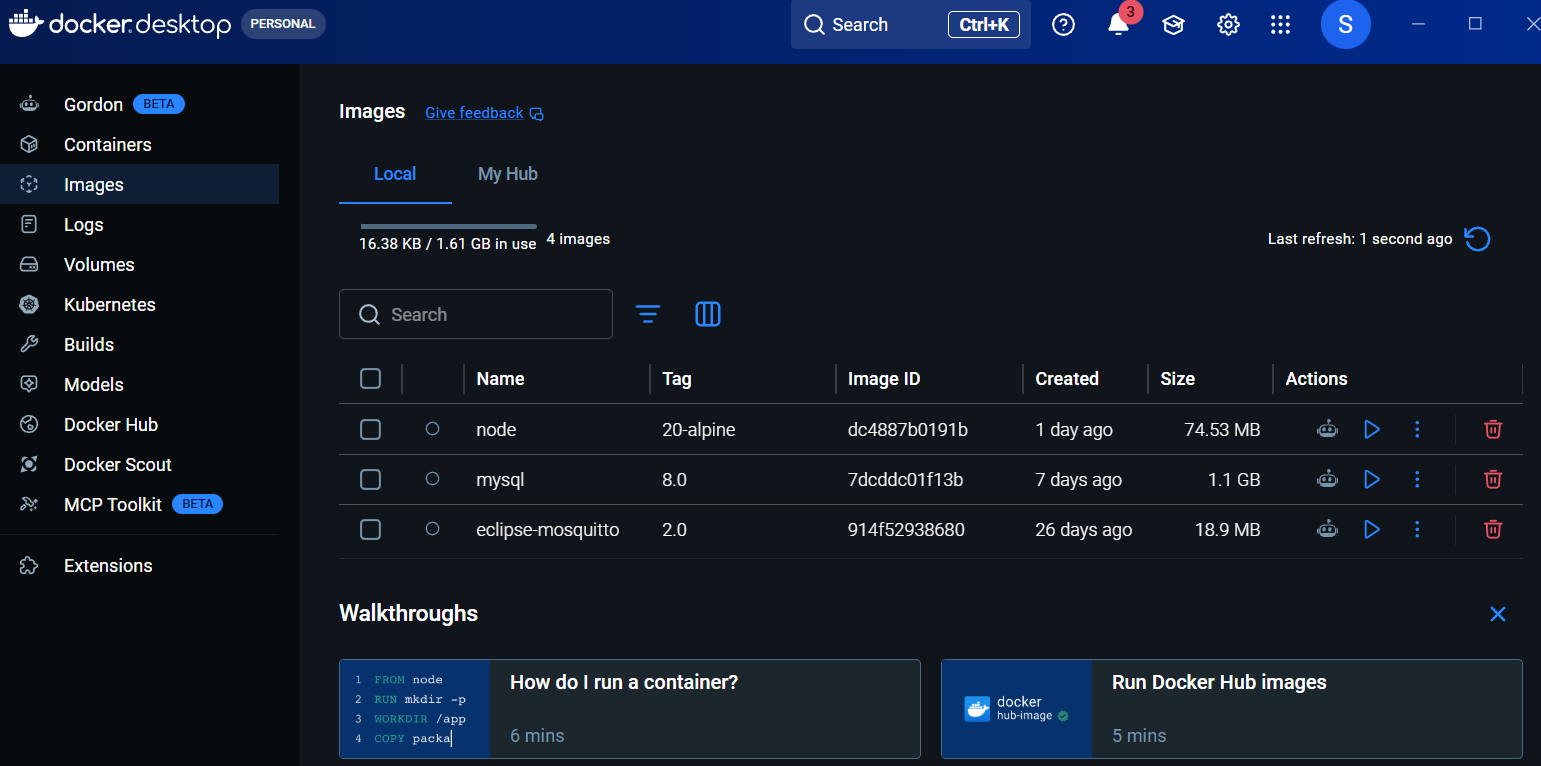 docker.desktop PERSONAL Search Ctrl+K 3 S
Gordon BETA
Containers
Images
Logs
Volumes
Kubernetes
Builds
Models
Docker Hub
Docker Scout
MCP Toolkit BETA
Extensions
Images Give feedback
Local My Hub
16.38 KB / 1.61 GB in use 4 images Last refresh: 1 second ago
Search
Name Tag Image ID Created Size Actions
node 20-alpine dc4887b0191b 1 day ago 74.53 MB
mysql 8.0 7dcddc01f13b 7 days ago 1.1 GB
eclipse-mosquitto 2.0 914f52938680 26 days ago 18.9 MB
Walkthroughs
1 FROM node
2 RUN mkdir -p
3 WORKDIR /app
4 COPY packa
How do I run a container?
6 mins
docker
hub-image
Run Docker Hub images
5 mins